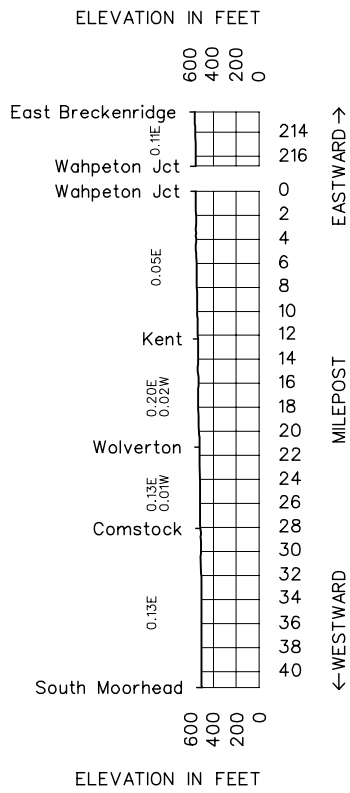 ELEVATION IN FEET
600 400 200 0
East Breckenridge
0.11E
214
216
Wahpeton Jct
EASTWARD→
Wahpeton Jct
0
2
4
0.05E
6
8
10
Kent
12
14
0.20E
0.02W
16
18
MILEPOST
20
Wolverton
22
0.13E
0.01W
24
26
Comstock
28
30
32
0.13E
34
36
38
40
←WESTWARD
South Moorhead
600 400 200 0
ELEVATION IN FEET